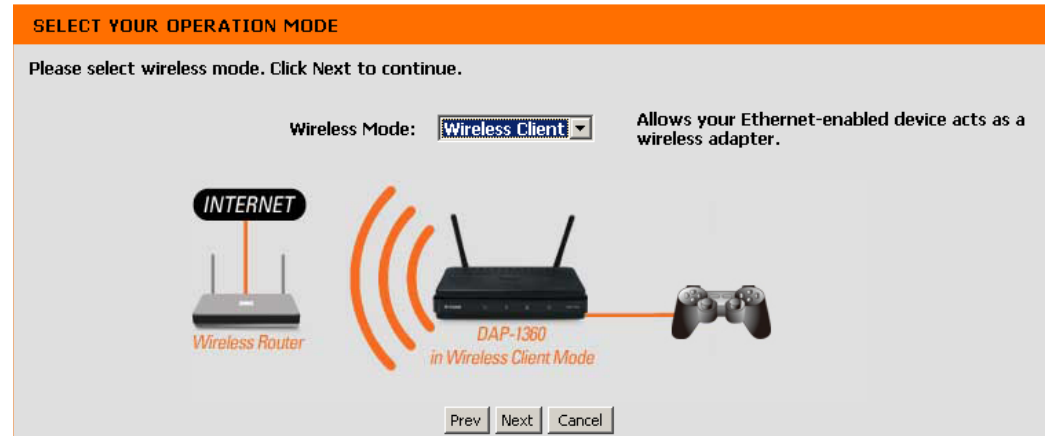 SELECT YOUR OPERATION MODE
Please select wireless mode. Click Next to continue.
Wireless Mode: Wireless Client Allows your Ethernet-enabled device acts as a
wireless adapter.
INTERNET
Wireless Router
DAP-1360
in Wireless Client Mode
Prev Next Cancel